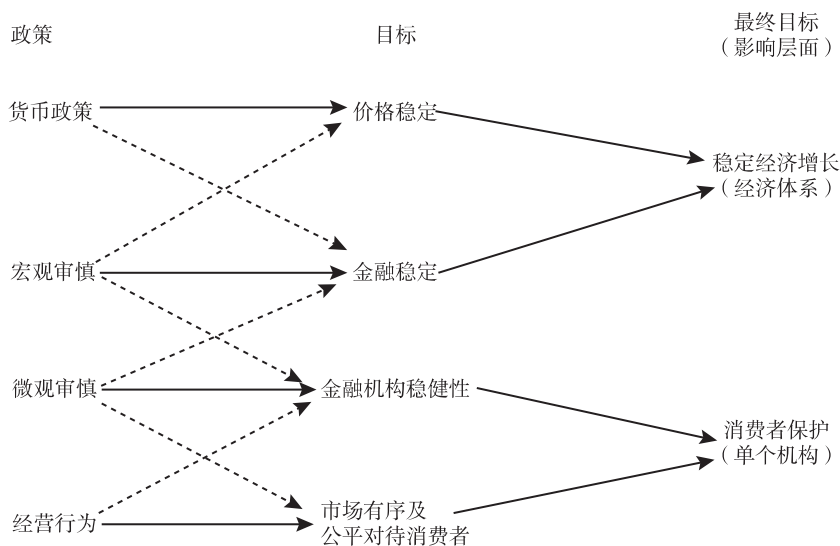 政策
目标
最终目标
（影响层面）
货币政策
价格稳定
稳定经济增长
（经济体系）
宏观审慎
金融稳定
微观审慎
金融机构稳健性
消费者保护
（单个机构）
经营行为
市场有序及
公平对待消费者